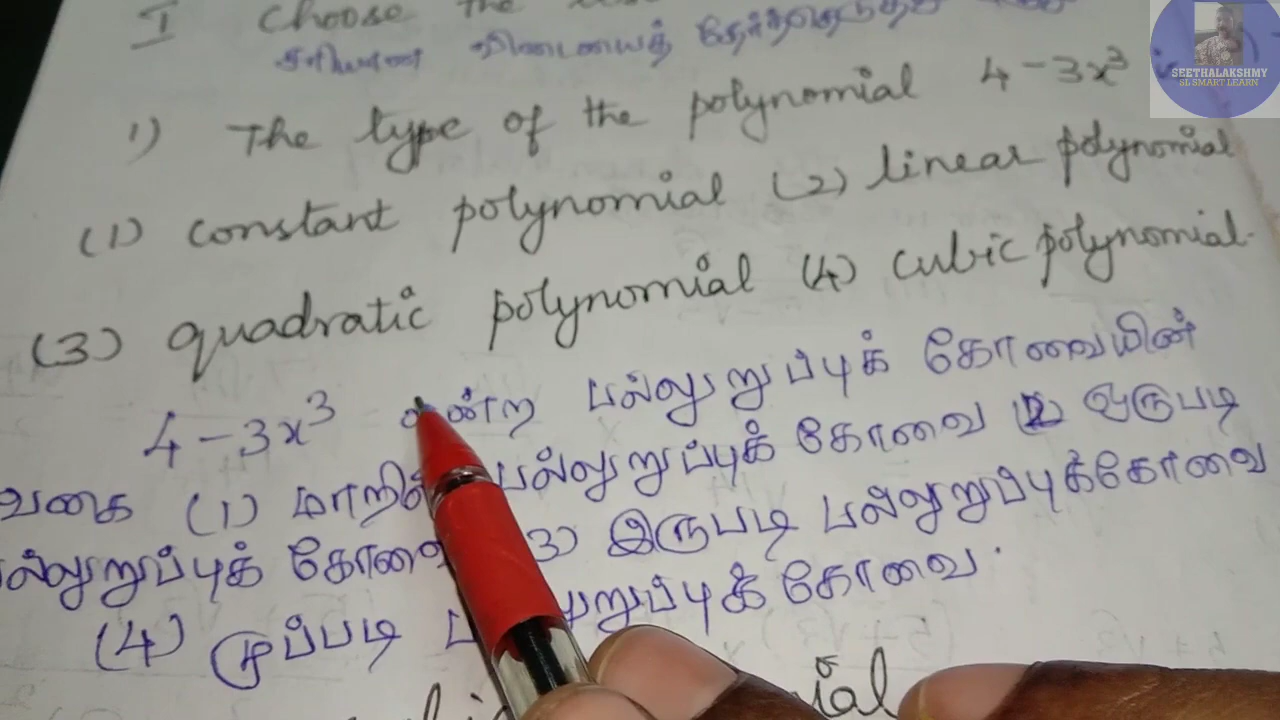 I Choose the
சரியான விடையைத்
1) The type of the polynomial 4 - 3x³
(1) constant polynomial (2) linear polynomial
(3) quadratic polynomial (4) cubic polynomial.
4 - 3x³ என்ற பல்லுறுப்புக் கோவையின்
வகை (1) பல்லுறுப்புக் கோவை (2) ஒருபடி
பல்லுறுப்புக் கோவை 3) இருபடி பல்லுறுப்புக்கோவை
(4) முப்படி கோவை.
SEETHALAKSHMY
SL SMART LEARN